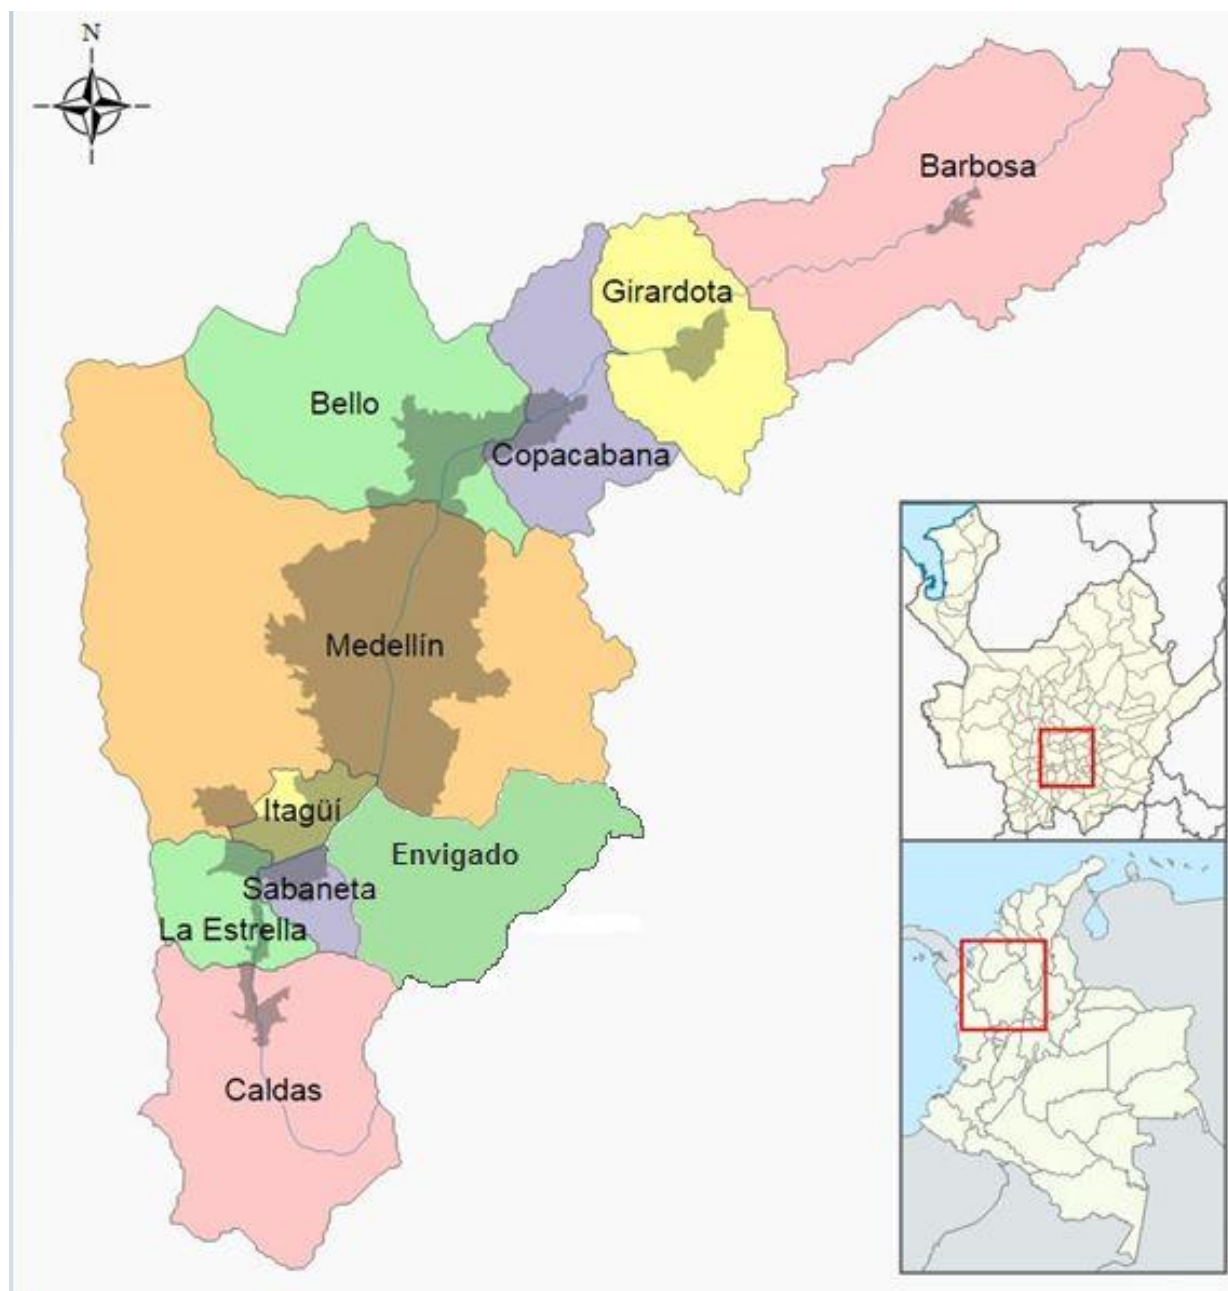 N
Barbosa
Girardota
Bello
Copacabana
Medellín
Itagüí
Envigado
Sabaneta
La Estrella
Caldas